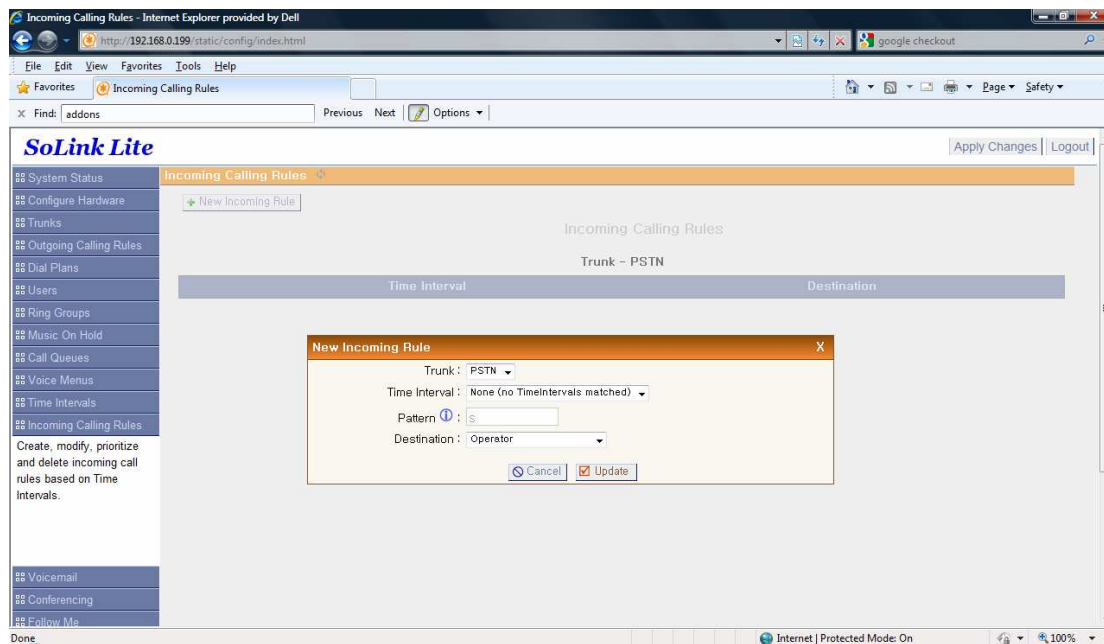 Incoming Calling Rules - Internet Explorer provided by Dell
http://192.168.0.199/static/config/index.html
google checkout
File Edit View Favorites Tools Help
Favorites
Incoming Calling Rules
Page Safety
x Find: addons Previous Next Options
SoLink Lite
Apply Changes Logout
System Status
Configure Hardware
Trunks
Outgoing Calling Rules
Dial Plans
Users
Ring Groups
Music On Hold
Call Queues
Voice Menus
Time Intervals
Incoming Calling Rules
Create, modify, prioritize
and delete incoming call
rules based on Time
Intervals.
Voicemail
Conferencing
Follow Me
Incoming Calling Rules
New Incoming Rule
Incoming Calling Rules
Trunk - PSTN
Time Interval Destination
New Incoming Rule X
Trunk : PSTN
Time Interval : None (no TimeIntervals matched)
Pattern : s
Destination : Operator
Cancel Update
Done
Internet | Protected Mode: On
100%